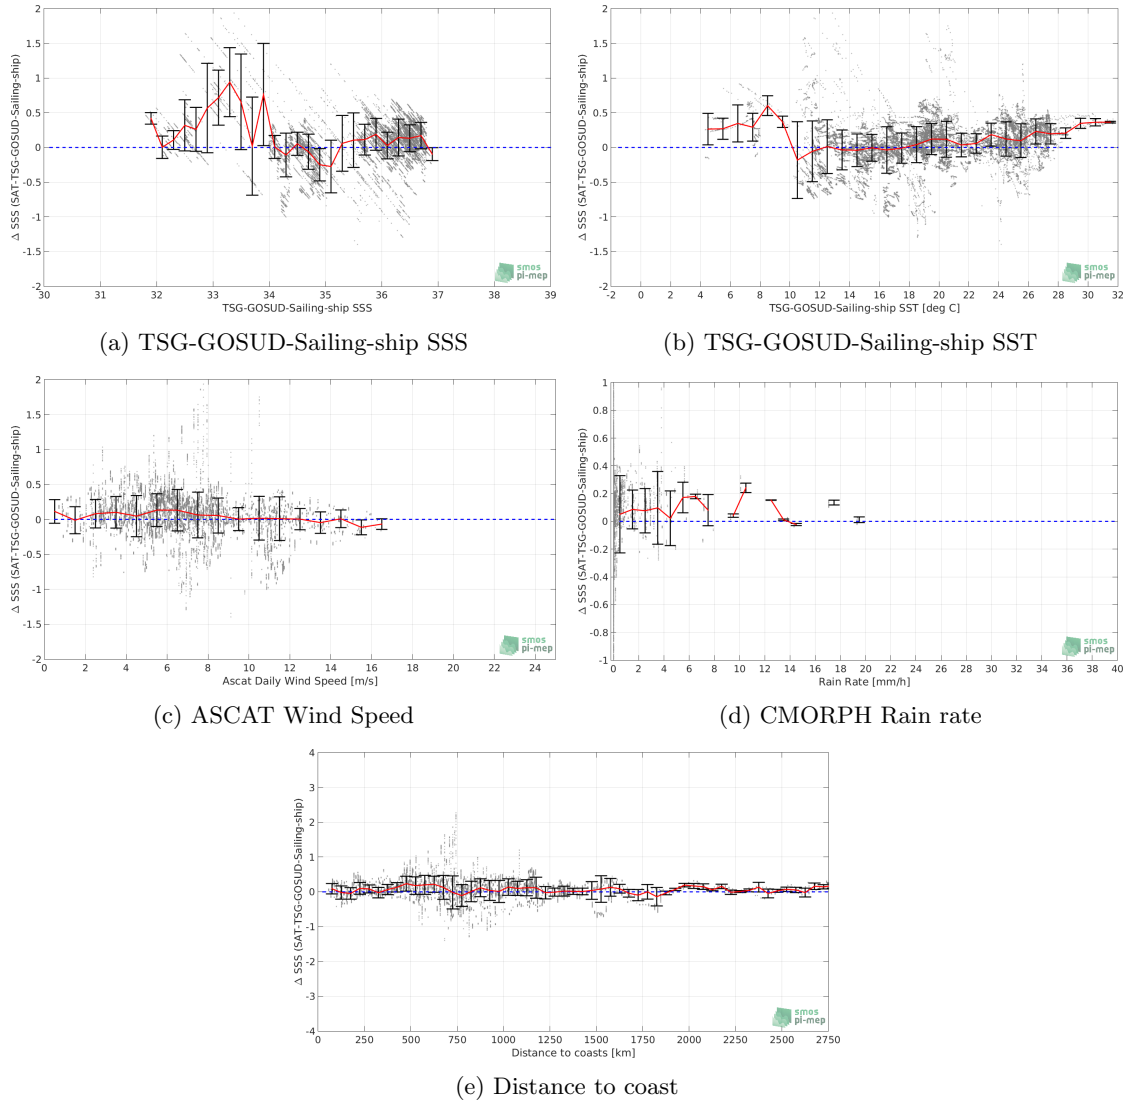 Δ SSS (SAT-TSG-GOSUD-Sailing-ship)
2
1.5
1
0.5
0
-0.5
-1
-1.5
-2
30 31 32 33 34 35 36 37 38 39
TSG-GOSUD-Sailing-ship SSS
smos
pi-mep
(a) TSG-GOSUD-Sailing-ship SSS
Δ SSS (SAT-TSG-GOSUD-Sailing-ship)
2
1.5
1
0.5
0
-0.5
-1
-1.5
-2
-2 0 2 4 6 8 10 12 14 16 18 20 22 24 26 28 30 32
TSG-GOSUD-Sailing-ship SST [deg C]
smos
pi-mep
(b) TSG-GOSUD-Sailing-ship SST
Δ SSS (SAT-TSG-GOSUD-Sailing-ship)
2
1.5
1
0.5
0
-0.5
-1
-1.5
-2
0 2 4 6 8 10 12 14 16 18 20 22 24
Ascat Daily Wind Speed [m/s]
smos
pi-mep
(c) ASCAT Wind Speed
Δ SSS (SAT-TSG-GOSUD-Sailing-ship)
1
0.8
0.6
0.4
0.2
0
-0.2
-0.4
-0.6
-0.8
-1
0 2 4 6 8 10 12 14 16 18 20 22 24 26 28 30 32 34 36 38 40
Rain Rate [mm/h]
smos
pi-mep
(d) CMORPH Rain rate
Δ SSS (SAT-TSG-GOSUD-Sailing-ship)
4
3
2
1
0
-1
-2
-3
-4
0 250 500 750 1000 1250 1500 1750 2000 2250 2500 2750
Distance to coasts [km]
smos
pi-mep
(e) Distance to coast